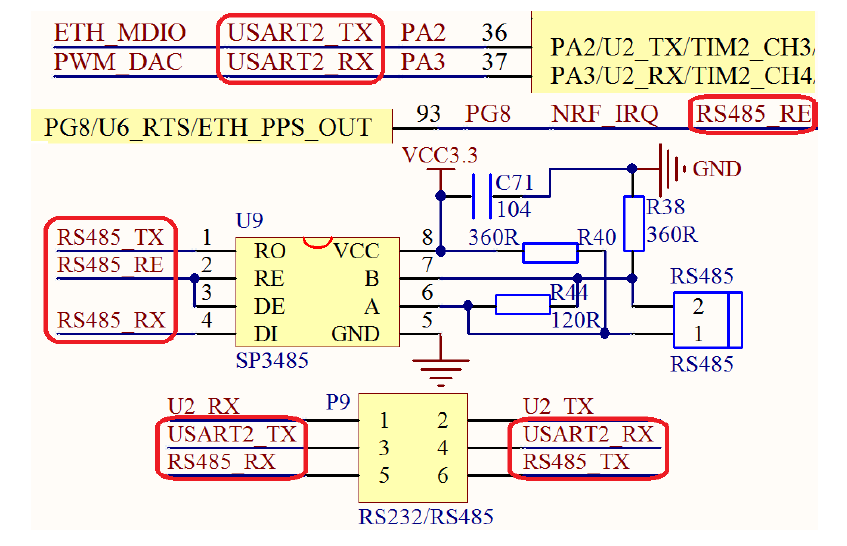 ETH_MDIO USART2_TX PA2 36 PA2/U2_TX/TIM2_CH3/
PWM_DAC USART2_RX PA3 37 PA3/U2_RX/TIM2_CH4/
PG8/U6_RTS/ETH_PPS_OUT 93 PG8 NRF_IRQ RS485_RE
VCC3.3
GND
C71
104
R38
360R
U9
360R R40
RS485_TX 1 RO VCC 8
RS485_RE 2 RE B 7
3 DE A 6
RS485_RX 4 DI GND 5
SP3485
R44
120R
RS485
2
1
RS485
P9
U2_RX 1 2 U2_TX
USART2_TX 3 4 USART2_RX
RS485_RX 5 6 RS485_TX
RS232/RS485